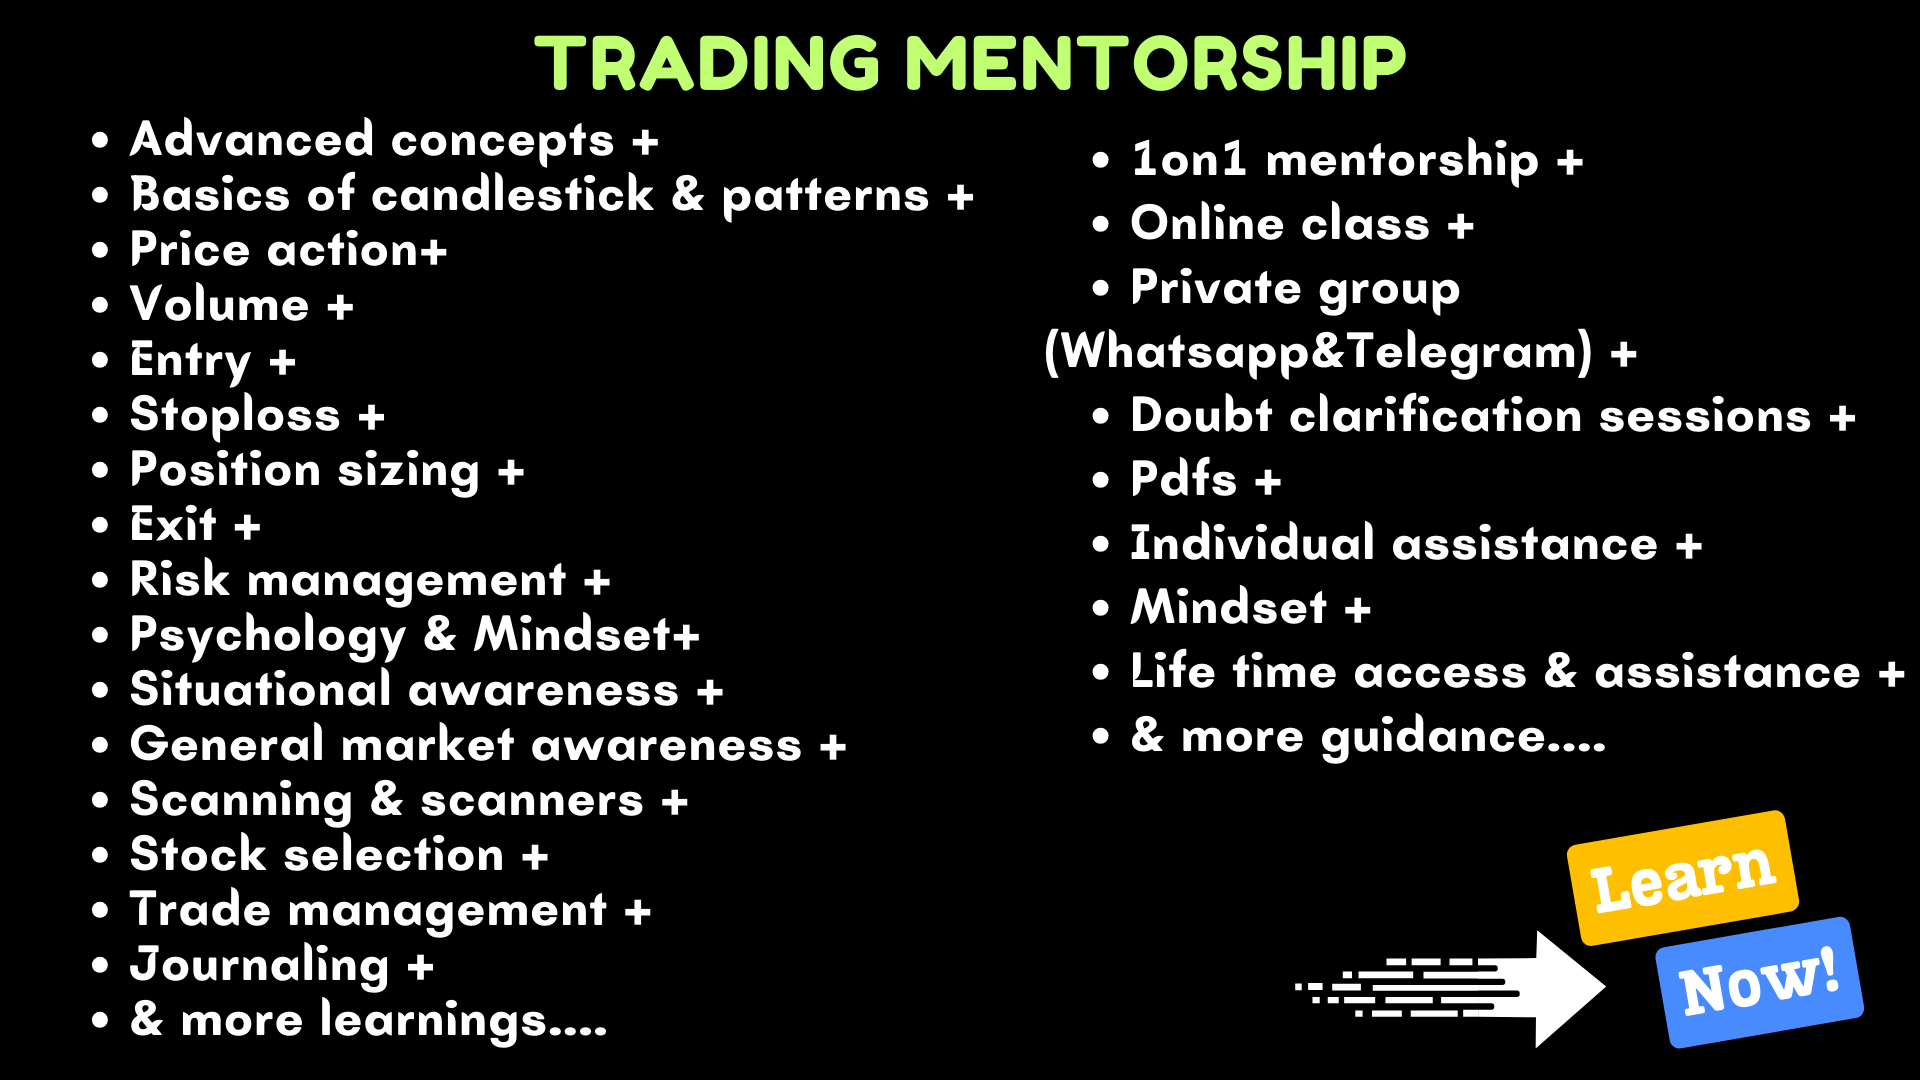 TRADING MENTORSHIP
• Advanced concepts +
• Basics of candlestick & patterns +
• Price action+
• Volume +
• Entry +
• Stoploss +
• Position sizing +
• Exit +
• Risk management +
• Psychology & Mindset+
• Situational awareness +
• General market awareness +
• Scanning & scanners +
• Stock selection +
• Trade management +
• Journaling +
• & more learnings....
• 1on1 mentorship +
• Online class +
• Private group
(Whatsapp&Telegram) +
• Doubt clarification sessions +
• Pdfs +
• Individual assistance +
• Mindset +
• Life time access & assistance +
• & more guidance....
Learn
Now!